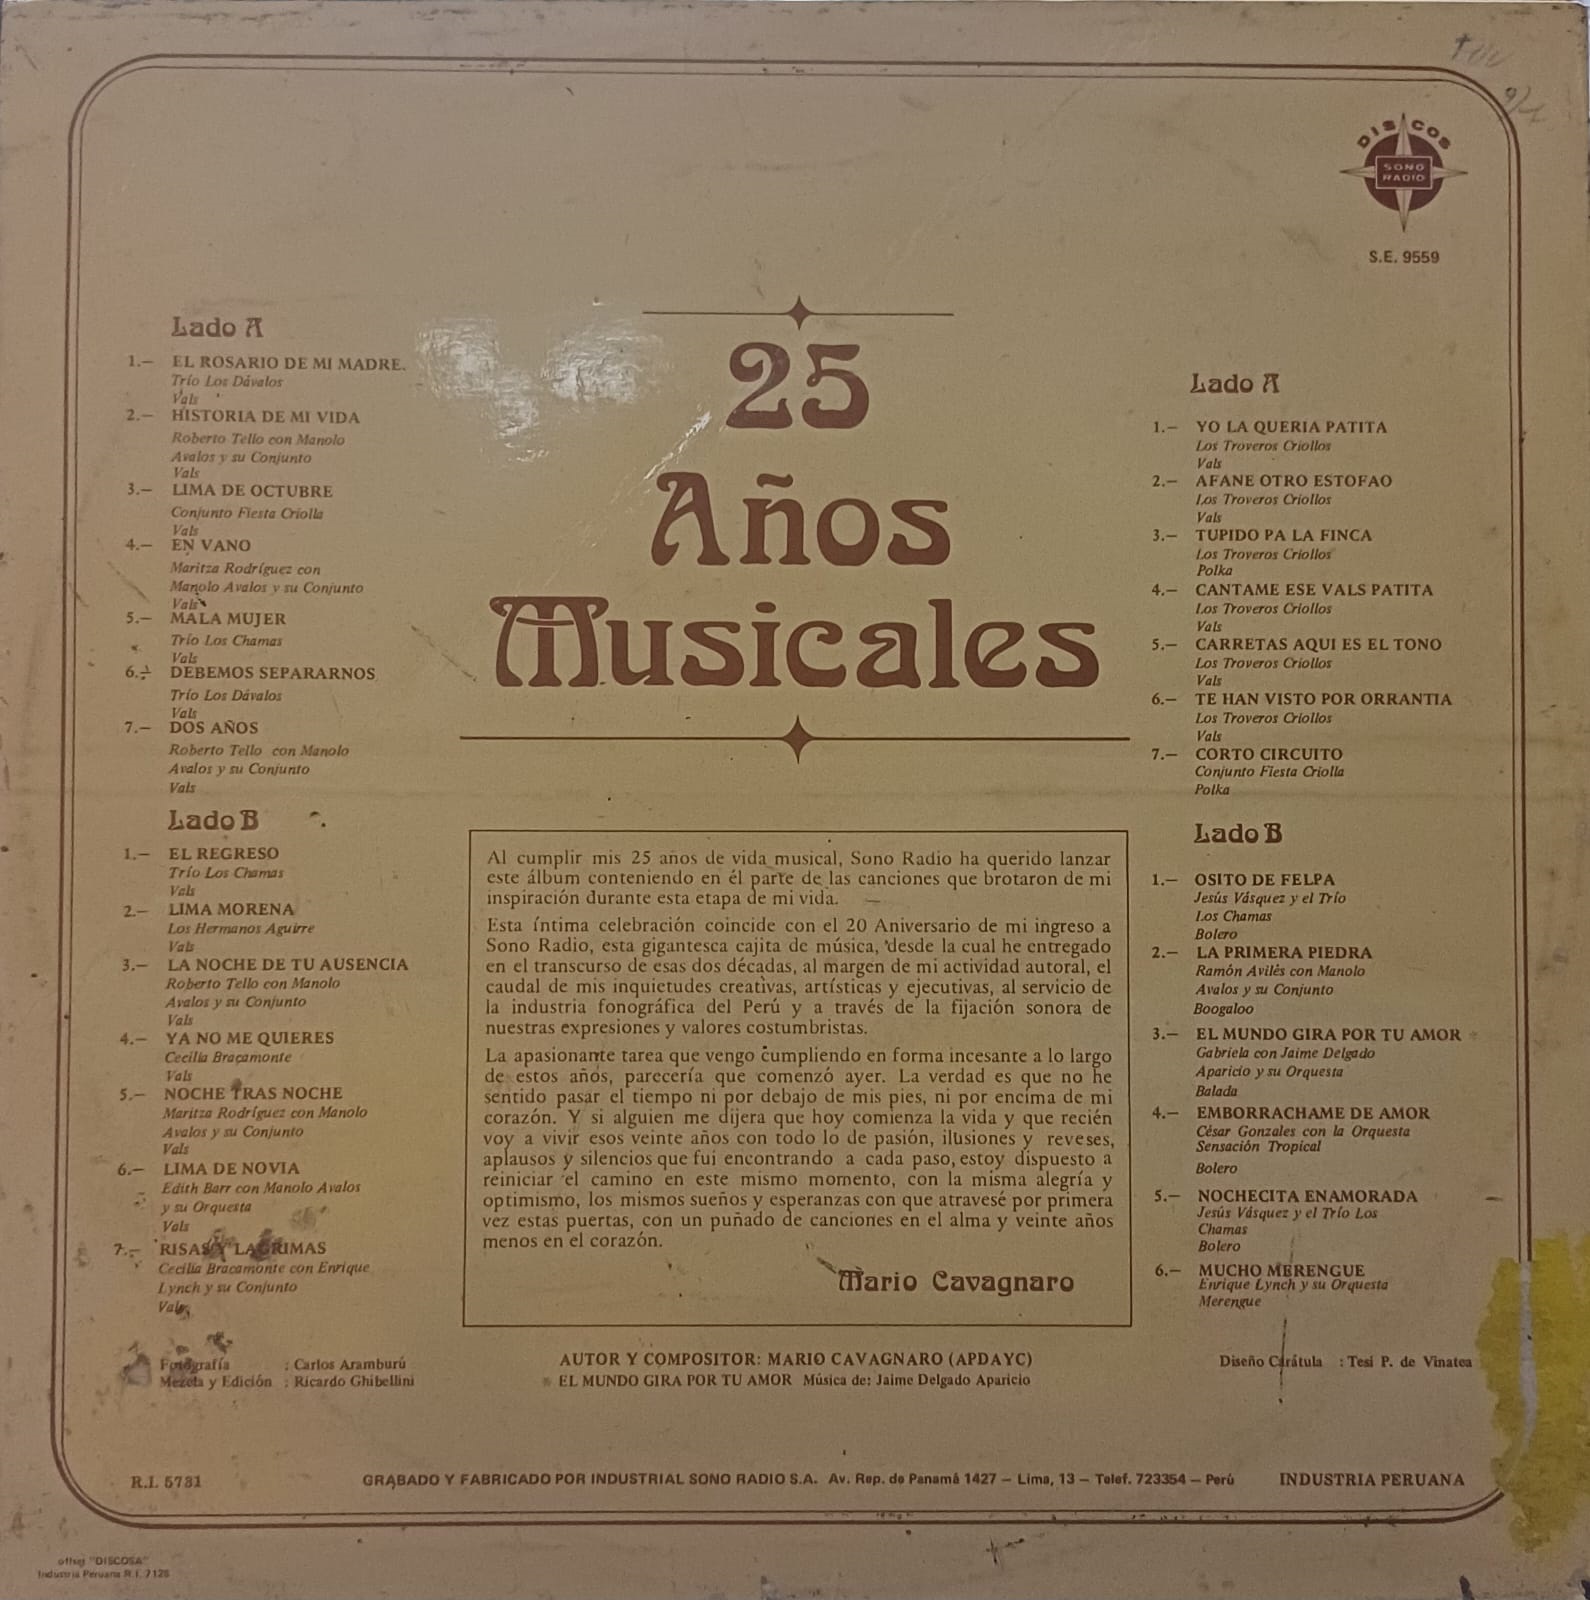 DISCOS
SONO
RADIO
S.E. 9559
25
Años
Musicales
Lado A
1.— EL ROSARIO DE MI MADRE.
Trío Los Dávalos
Vals
2.— HISTORIA DE MI VIDA
Roberto Tello con Manolo
Avalos y su Conjunto
Vals
3.— LIMA DE OCTUBRE
Conjunto Fiesta Criolla
Vals
4.— EN VANO
Maritza Rodríguez con
Manolo Avalos y su Conjunto
Vals
5.— MALA MUJER
Trío Los Chamas
Vals
6.— DEBEMOS SEPARARNOS
Trío Los Dávalos
Vals
7.— DOS AÑOS
Roberto Tello con Manolo
Avalos y su Conjunto
Vals
Lado B
1.— EL REGRESO
Trío Los Chamas
Vals
2.— LIMA MORENA
Los Hermanos Aguirre
Vals
3.— LA NOCHE DE TU AUSENCIA
Roberto Tello con Manolo
Avalos y su Conjunto
Vals
4.— YA NO ME QUIERES
Cecilia Bracamonte
Vals
5.— NOCHE TRAS NOCHE
Maritza Rodríguez con Manolo
Avalos y su Conjunto
Vals
6.— LIMA DE NOVIA
Edith Barr con Manolo Avalos
y su Orquesta
Vals
7.— RISAS Y LAGRIMAS
Cecilia Bracamonte con Enrique
Lynch y su Conjunto
Vals
Fotografía : Carlos Aramburú
Mezcla y Edición : Ricardo Ghibellini
Al cumplir mis 25 años de vida musical, Sono Radio ha querido lanzar
este álbum conteniendo en él parte de las canciones que brotaron de mi
inspiración durante esta etapa de mi vida.
Esta íntima celebración coincide con el 20 Aniversario de mi ingreso a
Sono Radio, esta gigantesca cajita de música, desde la cual he entregado
en el transcurso de esas dos décadas, al margen de mi actividad autoral, el
caudal de mis inquietudes creativas, artísticas y ejecutivas, al servicio de
la industria fonográfica del Perú y a través de la fijación sonora de
nuestras expresiones y valores costumbristas.
La apasionante tarea que vengo cumpliendo en forma incesante a lo largo
de estos años, parecería que comenzó ayer. La verdad es que no he
sentido pasar el tiempo ni por debajo de mis pies, ni por encima de mi
corazón. Y si alguien me dijera que hoy comienza la vida y que recién
voy a vivir esos veinte años con todo lo de pasión, ilusiones y reveses,
aplausos y silencios que fui encontrando a cada paso, estoy dispuesto a
reiniciar el camino en este mismo momento, con la misma alegría y
optimismo, los mismos sueños y esperanzas con que atravesé por primera
vez estas puertas, con un puñado de canciones en el alma y veinte años
menos en el corazón.
Mario Cavagnaro
AUTOR Y COMPOSITOR: MARIO CAVAGNARO (APDAYC)
* EL MUNDO GIRA POR TU AMOR Música de: Jaime Delgado Aparicio
Lado A
1.— YO LA QUERIA PATITA
Los Troveros Criollos
Vals
2.— AFANE OTRO ESTOFAO
Los Troveros Criollos
Vals
3.— TUPIDO PA LA FINCA
Los Troveros Criollos
Polka
4.— CANTAME ESE VALS PATITA
Los Troveros Criollos
Vals
5.— CARRETAS AQUI ES EL TONO
Los Troveros Criollos
Vals
6.— TE HAN VISTO POR ORRANTIA
Los Troveros Criollos
Vals
7.— CORTO CIRCUITO
Conjunto Fiesta Criolla
Polka
Lado B
1.— OSITO DE FELPA
Jesús Vásquez y el Trío
Los Chamas
Bolero
2.— LA PRIMERA PIEDRA
Ramón Avilés con Manolo
Avalos y su Conjunto
Boogaloo
3.— EL MUNDO GIRA POR TU AMOR *
Gabriela con Jaime Delgado
Aparicio y su Orquesta
Balada
4.— EMBORRACHAME DE AMOR
César Gonzales con la Orquesta
Sensación Tropical
Bolero
5.— NOCHECITA ENAMORADA
Jesús Vásquez y el Trío Los
Chamas
Bolero
6.— MUCHO MERENGUE
Enrique Lynch y su Orquesta
Merengue
Diseño Carátula : Tesi P. de Vinatea
R.I. 5731
GRABADO Y FABRICADO POR INDUSTRIAL SONO RADIO S.A. Av. Rep. de Panamá 1427 — Lima, 13 — Telef. 723354 — Perú
INDUSTRIA PERUANA
offset "DISCOSA"
Industria Peruana R.I. 7125